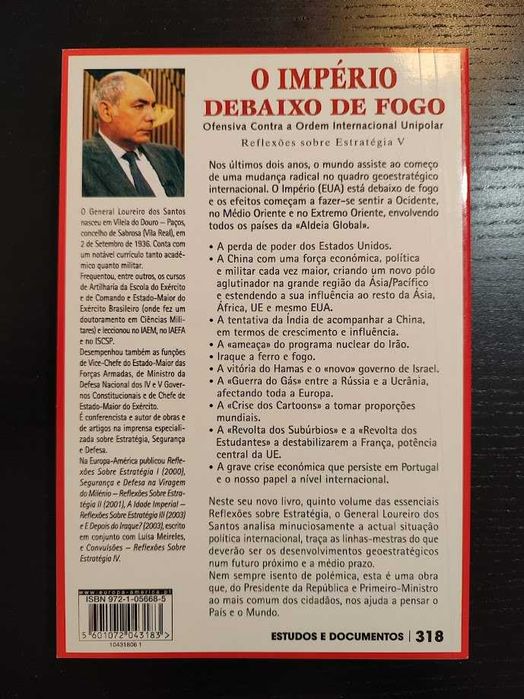 O IMPÉRIO
DEBAIXO DE FOGO
Ofensiva Contra a Ordem Internacional Unipolar
Reflexões sobre Estratégia V
Nos últimos dois anos, o mundo assiste ao começo
de uma mudança radical no quadro geoestratégico
internacional. O Império (EUA) está debaixo de fogo
e os efeitos começam a fazer-se sentir a Ocidente,
no Médio Oriente e no Extremo Oriente, envolvendo
todos os países da «Aldeia Global».
• A perda de poder dos Estados Unidos.
• A China com uma força económica, política
e militar cada vez maior, criando um novo pólo
aglutinador na grande região da Ásia/Pacífico
e estendendo a sua influência ao resto da Ásia,
África, UE e mesmo EUA.
• A tentativa da Índia de acompanhar a China,
em termos de crescimento e influência.
• A «ameaça» do programa nuclear do Irão.
• Iraque a ferro e fogo.
• A vitória do Hamas e o «novo» governo de Israel.
• A "Guerra do Gás» entre a Rússia e a Ucrânia,
afectando toda a Europa.
• A «Crise dos Cartoons» a tomar proporções
mundiais.
• A «Revolta dos Subúrbios» e a «Revolta dos
Estudantes» a destabilizarem a França, potência
central da UE.
• A grave crise económica que persiste em Portugal
e o nosso papel a nível internacional.
Neste seu novo livro, quinto volume das essenciais
Reflexões sobre Estratégia, o General Loureiro dos
Santos analisa minuciosamente a actual situação
política internacional, traça as linhas-mestras do que
deverão ser os desenvolvimentos geoestratégicos
num futuro próximo e a médio prazo.
Nem sempre isento de polémica, esta é uma obra
que, do Presidente da República e Primeiro-Ministro
ao mais comum dos cidadãos, nos ajuda a pensar o
País e o Mundo.
ESTUDOS E DOCUMENTOS | 318
O General Loureiro dos Santos
nasceu em Vilela do Douro – Paços,
concelho de Sabrosa (Vila Real), em
2 de Setembro de 1936. Conta com
um notável currículo tanto acadé-
mico quanto militar.
Frequentou, entre outros, os cursos
de Artilharia da Escola do Exército
e de Comando e Estado-Maior do
Exército Brasileiro (onde fez um
doutoramento em Ciências Mili-
tares) e leccionou no IAEM, no IAEFA
e no ISCSP.
Desempenhou também as funções
de Vice-Chefe do Estado-Maior das
Forças Armadas, de Ministro da
Defesa Nacional dos IV e V Gover-
nos Constitucionais e de Chefe de
Estado-Maior do Exército.
É conferencista e autor de obras e
de artigos na imprensa especiali-
zada sobre Estratégia, Segurança
e Defesa.
Na Europa-América publicou Refle-
xões Sobre Estratégia I (2000),
Segurança e Defesa na Viragem
do Milénio – Reflexões Sobre Estra-
tégia II (2001), A Idade Imperial –
Reflexões Sobre Estratégia III (2003)
e E Depois do Iraque? (2003), escrito
em conjunto com Luísa Meireles,
e Convulsões – Reflexões Sobre
Estratégia IV.
www.europa-america.pt
ISBN 972-1-05668-5
5 601072 043183 >
10431806 1